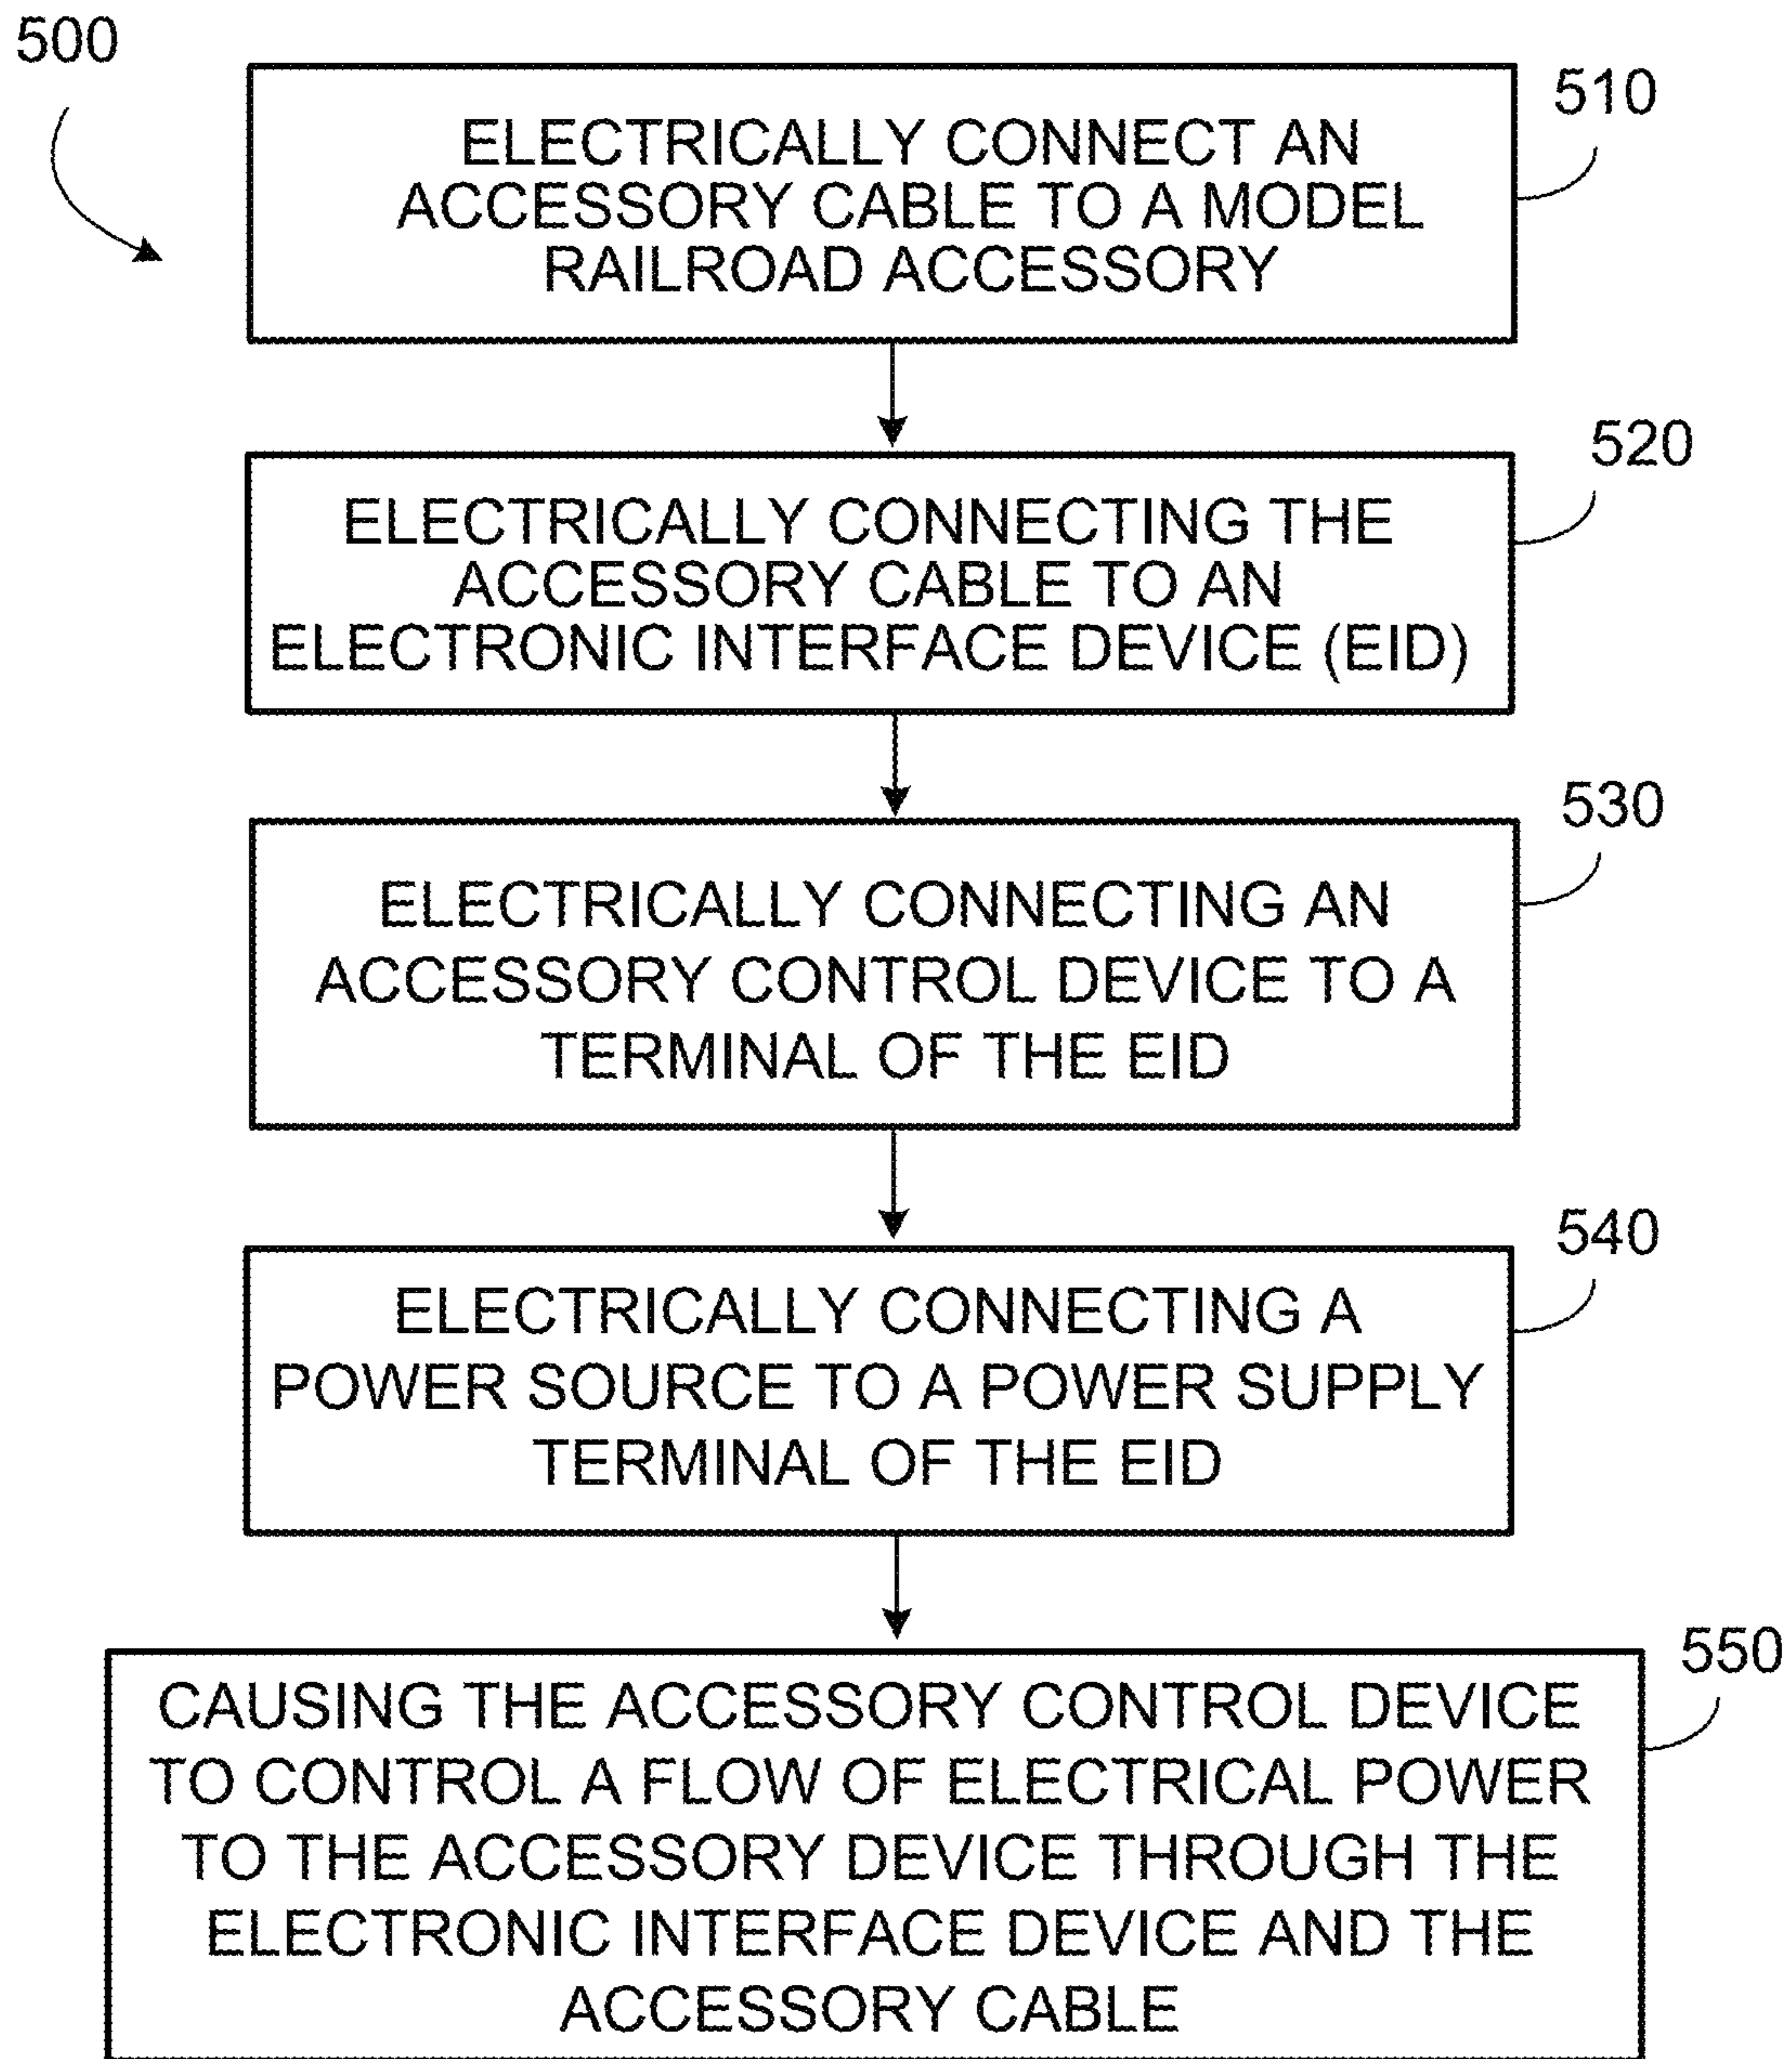 500
510
ELECTRICALLY CONNECT AN
ACCESSORY CABLE TO A MODEL
RAILROAD ACCESSORY
520
ELECTRICALLY CONNECTING THE
ACCESSORY CABLE TO AN
ELECTRONIC INTERFACE DEVICE (EID)
530
ELECTRICALLY CONNECTING AN
ACCESSORY CONTROL DEVICE TO A
TERMINAL OF THE EID
540
ELECTRICALLY CONNECTING A
POWER SOURCE TO A POWER SUPPLY
TERMINAL OF THE EID
550
CAUSING THE ACCESSORY CONTROL DEVICE
TO CONTROL A FLOW OF ELECTRICAL POWER
TO THE ACCESSORY DEVICE THROUGH THE
ELECTRONIC INTERFACE DEVICE AND THE
ACCESSORY CABLE